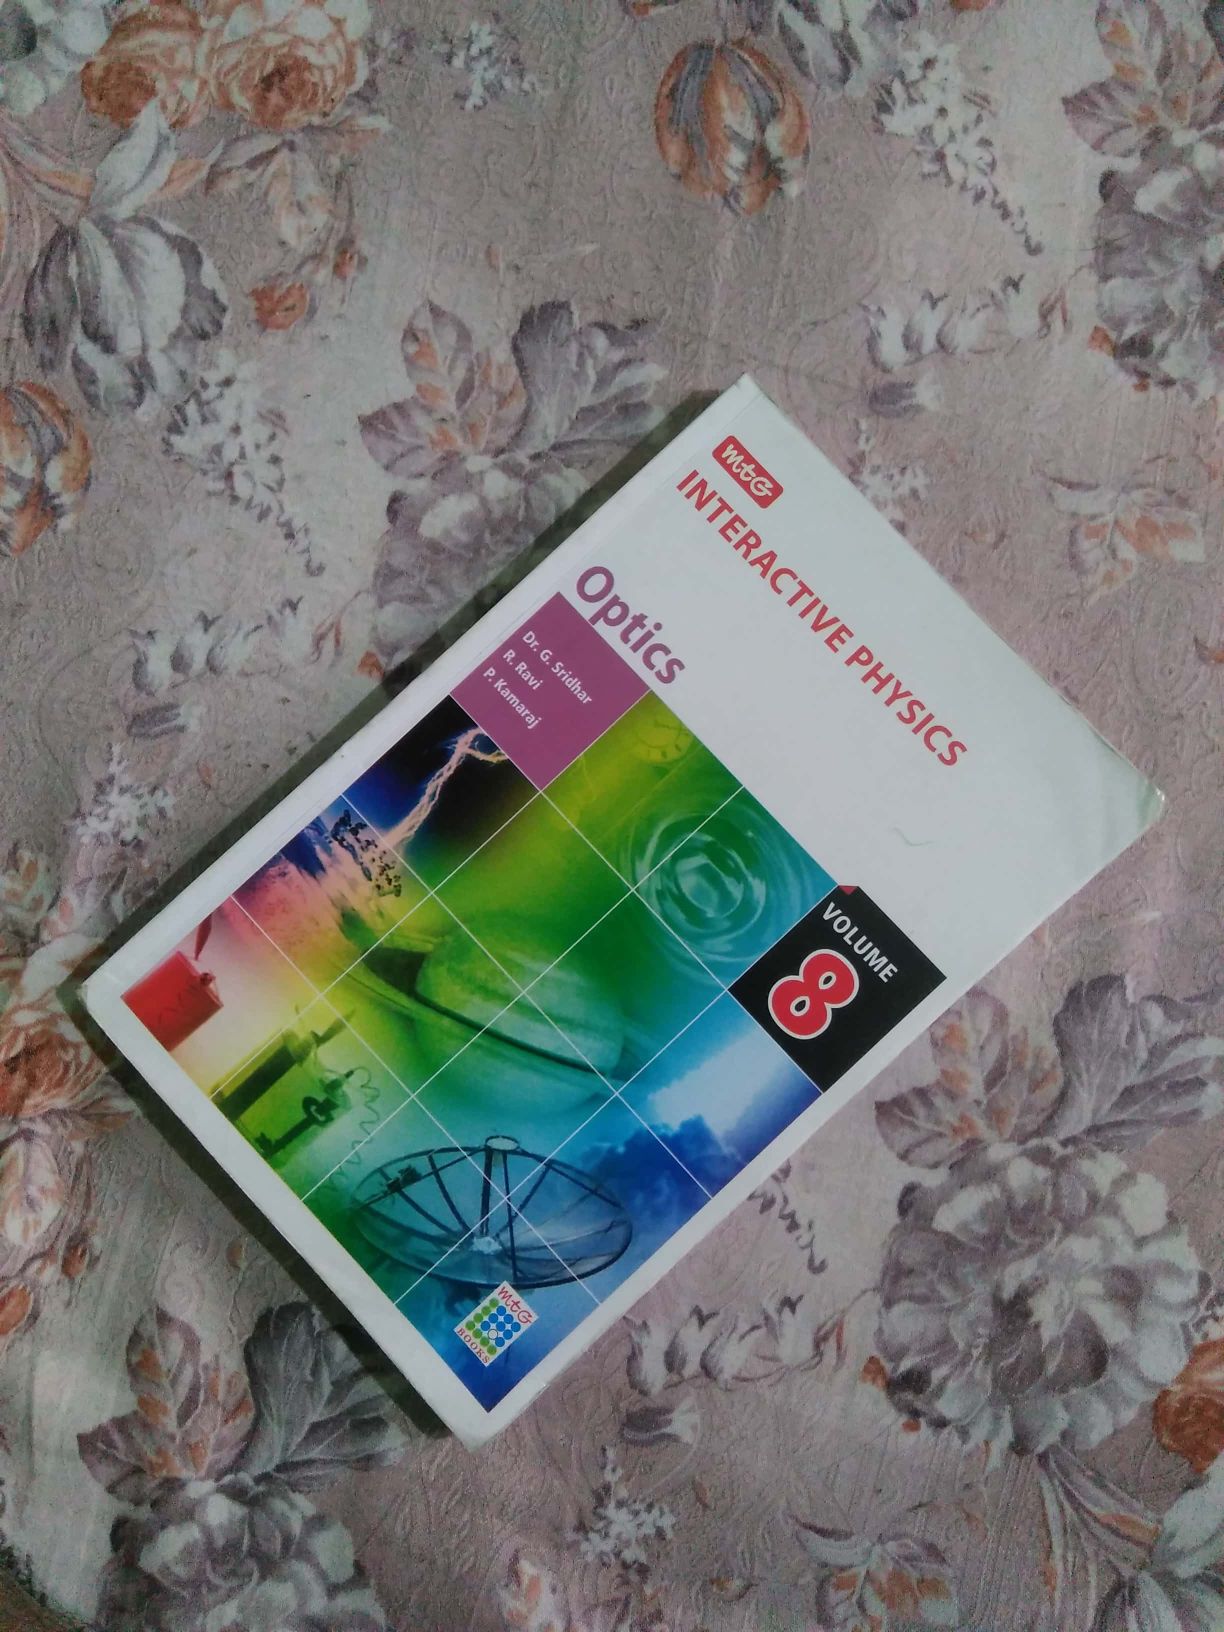 mtG
INTERACTIVE PHYSICS
Optics
Dr. G. Sridhar
R. Ravi
P. Kamaraj
VOLUME
8
mtG
BOOKS